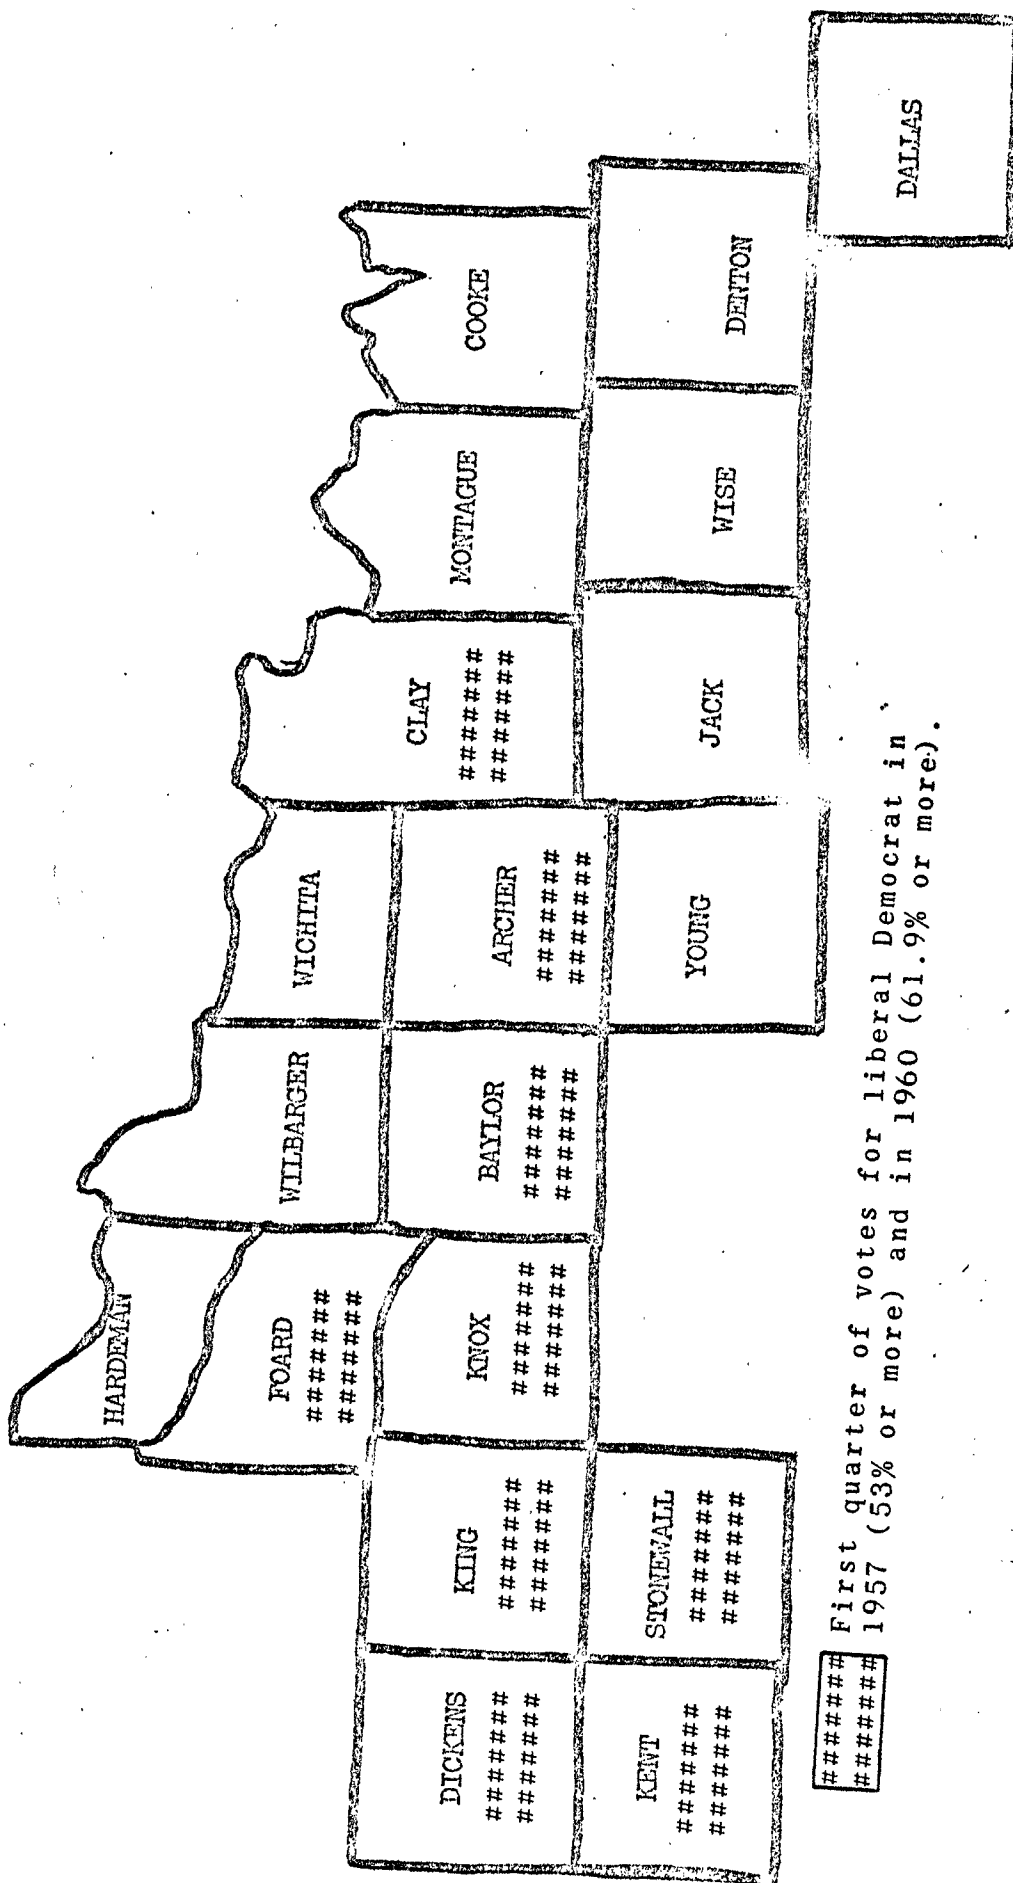 HARDEMAN
FOARD
########
########
WILBARGER
WICHITA
CLAY
########
########
MONTAGUE
COOKE
DICKENS
########
########
KING
########
########
KNOX
########
########
BAYLOR
########
########
ARCHER
########
########
KENT
########
########
STONEWALL
########
########
YOUNG
JACK
WISE
DENTON
DALLAS
######## First quarter of votes for liberal Democrat in
######## 1957 (53% or more) and in 1960 (61.9% or more).